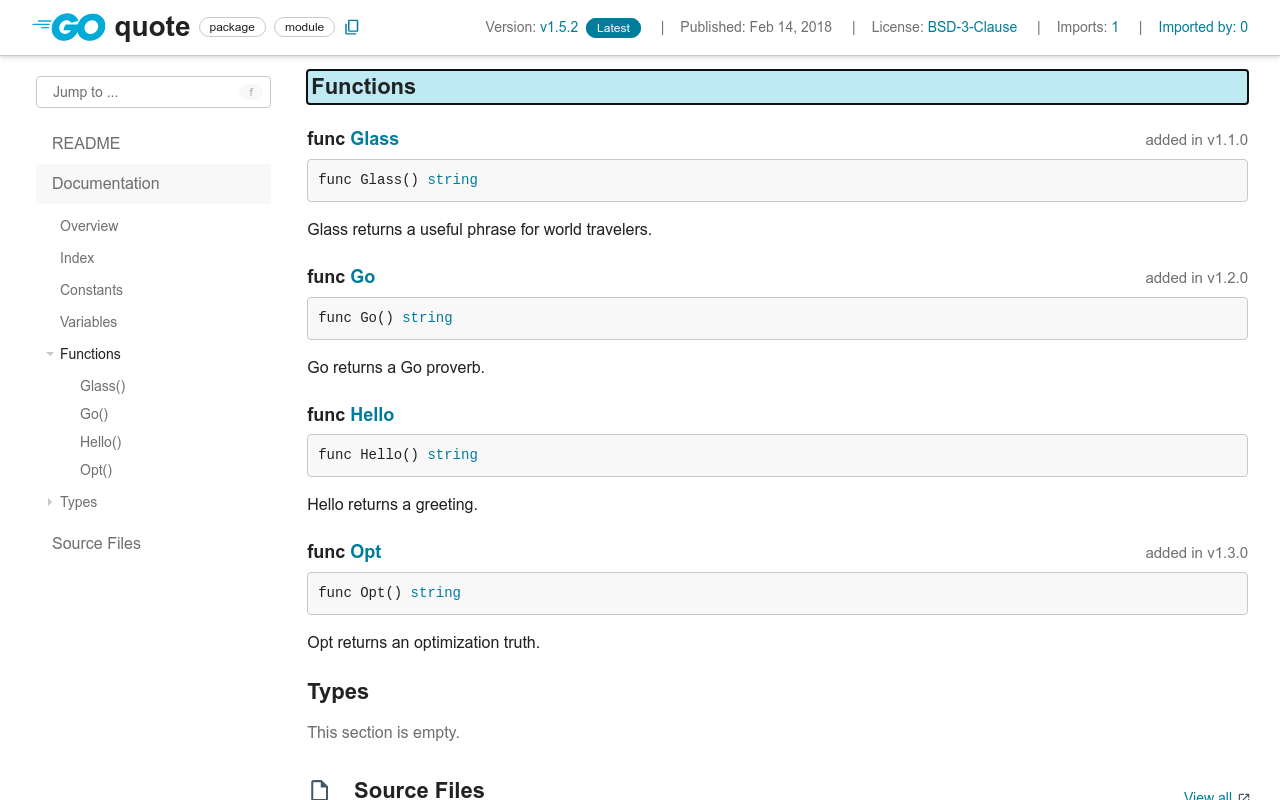 GO quote package module Version: v1.5.2 Latest | Published: Feb 14, 2018 | License: BSD-3-Clause | Imports: 1 | Imported by: 0
Jump to ... f
README
Documentation
Overview
Index
Constants
Variables
Functions
Glass()
Go()
Hello()
Opt()
Types
Source Files
Functions
func Glass added in v1.1.0
func Glass() string
Glass returns a useful phrase for world travelers.
func Go added in v1.2.0
func Go() string
Go returns a Go proverb.
func Hello
func Hello() string
Hello returns a greeting.
func Opt added in v1.3.0
func Opt() string
Opt returns an optimization truth.
Types
This section is empty.
Source Files
View all